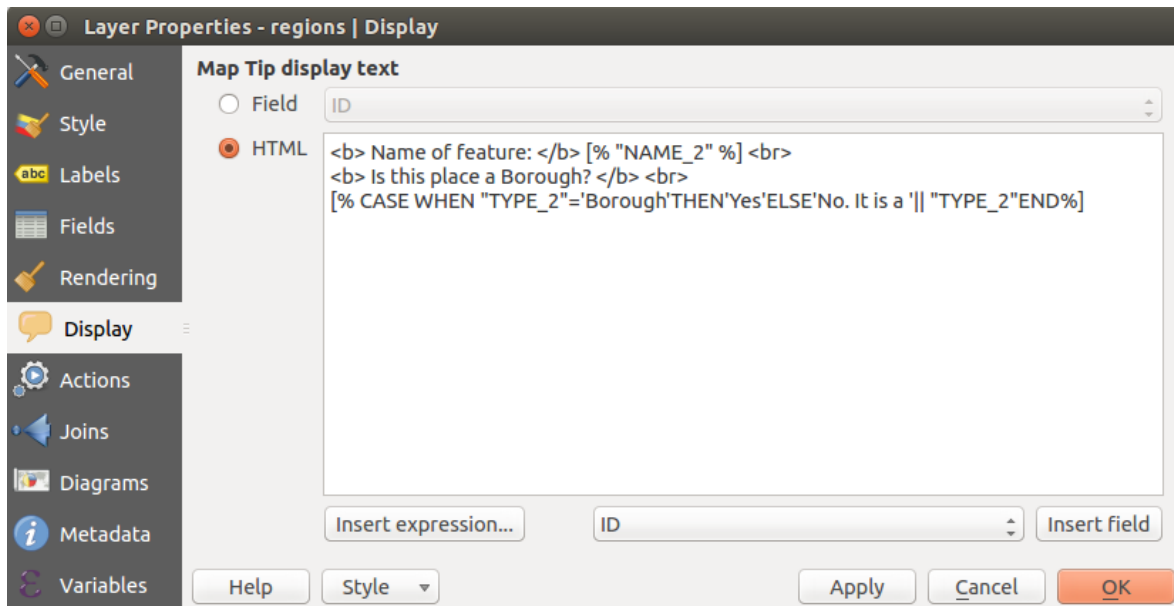 Layer Properties - regions | Display
General
Style
abc Labels
Fields
Rendering
Display
Actions
Joins
Diagrams
Metadata
Variables
Map Tip display text
Field ID
HTML
<b> Name of feature: </b> [% "NAME_2" %] <br>
<b> Is this place a Borough? </b> <br>
[% CASE WHEN "TYPE_2"='Borough'THEN'Yes'ELSE'No. It is a '|| "TYPE_2"END%]
Insert expression... ID Insert field
Help Style Apply Cancel OK